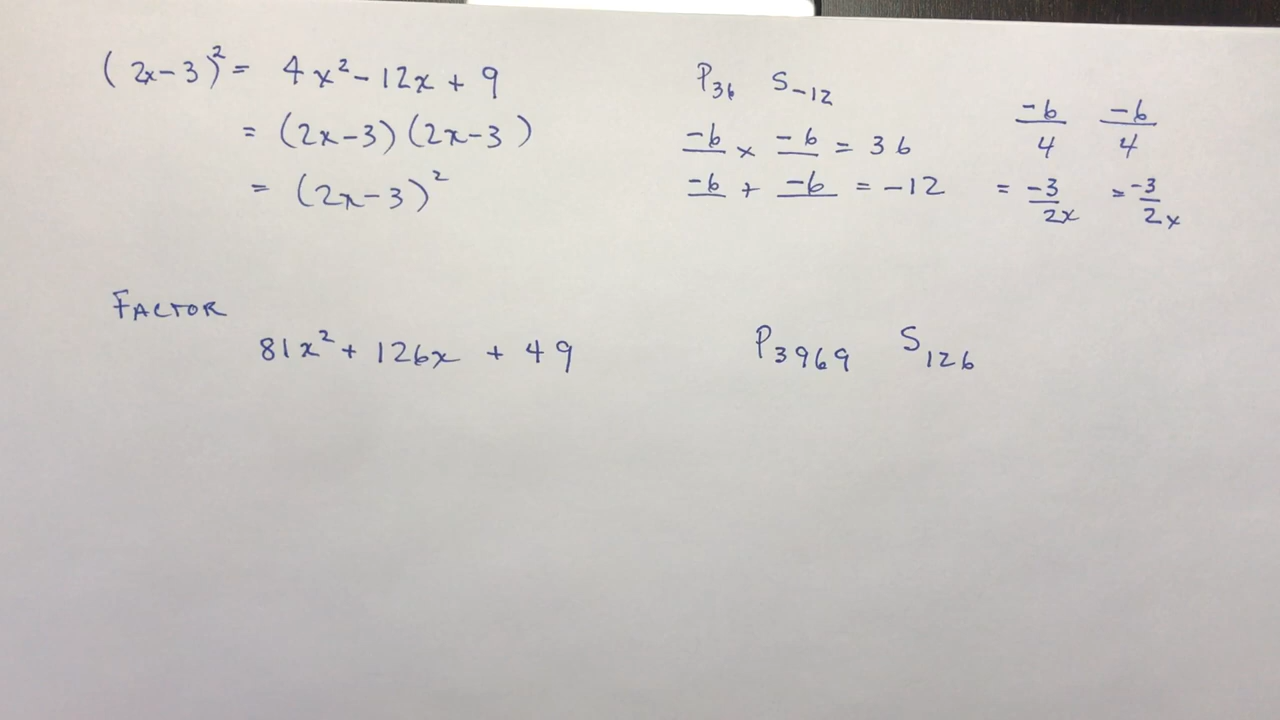 (2x-3)² = 4x² - 12x + 9
= (2x-3)(2x-3)
= (2x-3)²
P₃₆ S₋₁₂
-6 × -6 = 36
-6 + -6 = -12
-6/4 -6/4
= -3/2x = -3/2x
FACTOR
81x² + 126x + 49
P₃₉₆₉ S₁₂₆